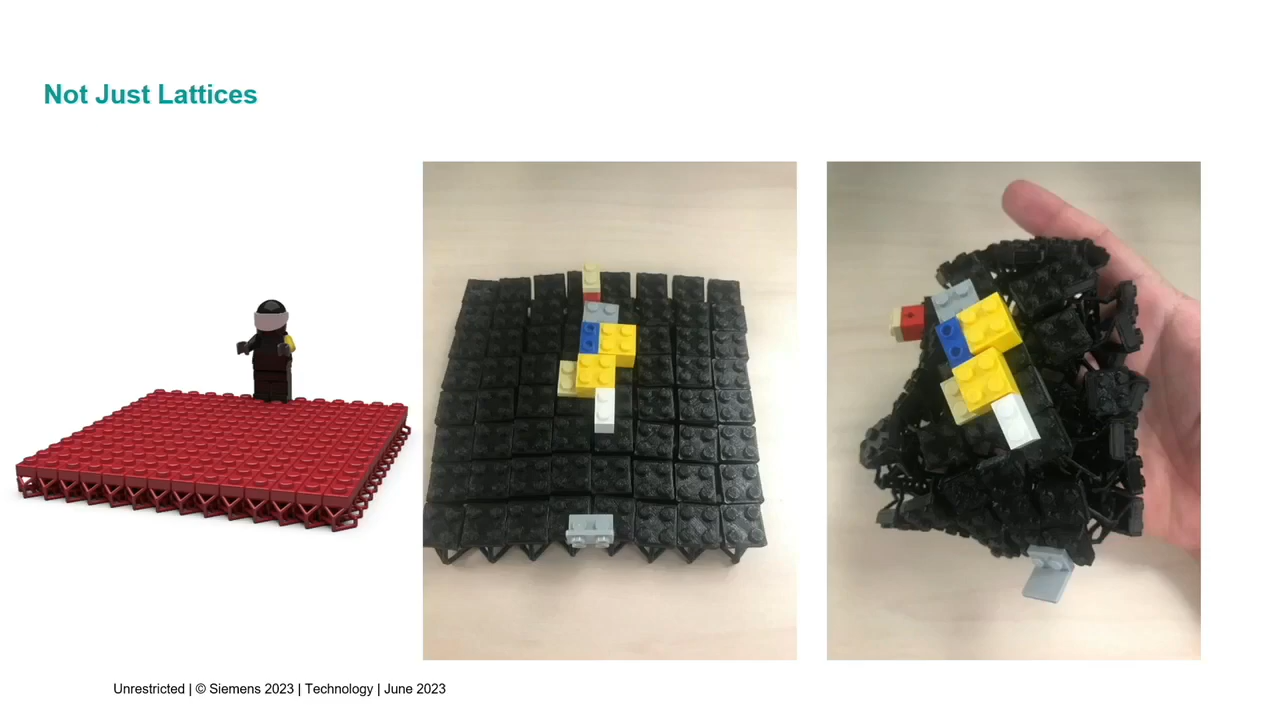 Not Just Lattices
Unrestricted | © Siemens 2023 | Technology | June 2023